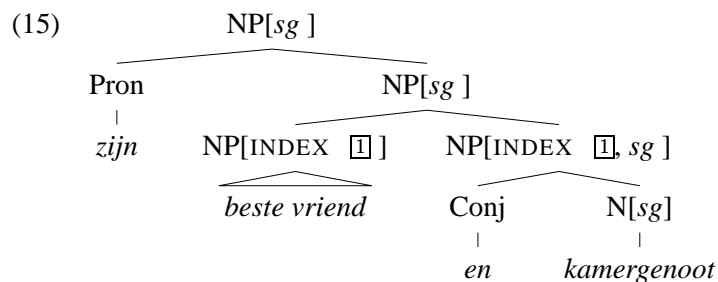 (15) NP[sg ]
Pron NP[sg ]
zijn NP[INDEX 1 ] NP[INDEX 1, sg ]
beste vriend Conj N[sg]
en kamergenoot